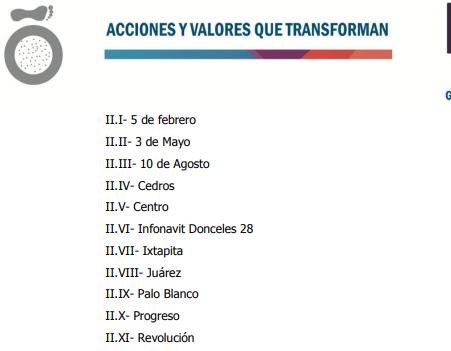 ACCIONES Y VALORES QUE TRANSFORMAN
G
II.I- 5 de febrero
II.II- 3 de Mayo
II.III- 10 de Agosto
II.IV- Cedros
II.V- Centro
II.VI- Infonavit Donceles 28
II.VII- Ixtapita
II.VIII- Juárez
II.IX- Palo Blanco
II.X- Progreso
II.XI- Revolución